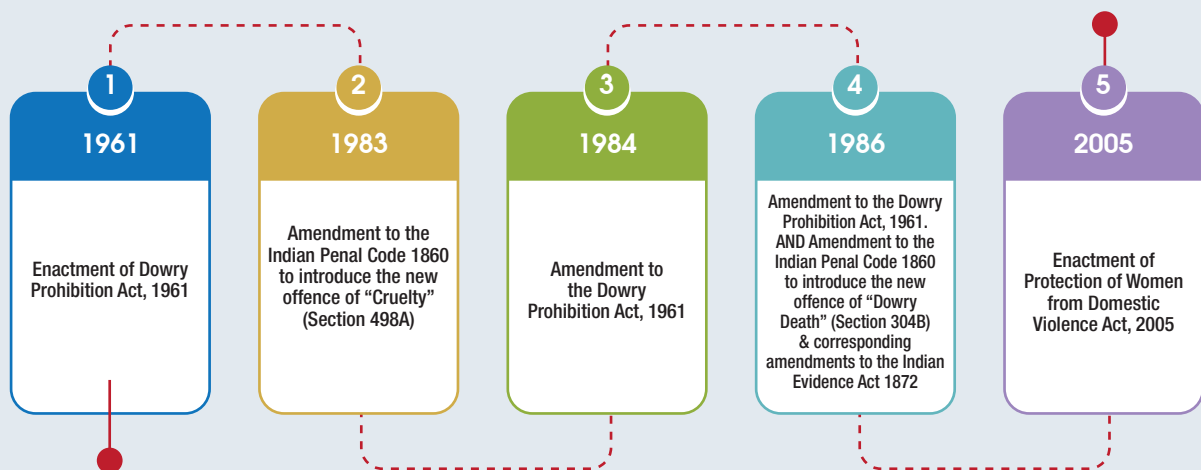 1
1961
Enactment of Dowry
Prohibition Act, 1961
2
1983
Amendment to the
Indian Penal Code 1860
to introduce the new
offence of “Cruelty”
(Section 498A)
3
1984
Amendment to
the Dowry
Prohibition Act, 1961
4
1986
Amendment to the Dowry
Prohibition Act, 1961.
AND Amendment to the
Indian Penal Code 1860
to introduce the new
offence of “Dowry
Death” (Section 304B)
& corresponding
amendments to the Indian
Evidence Act 1872
5
2005
Enactment of
Protection of Women
from Domestic
Violence Act, 2005